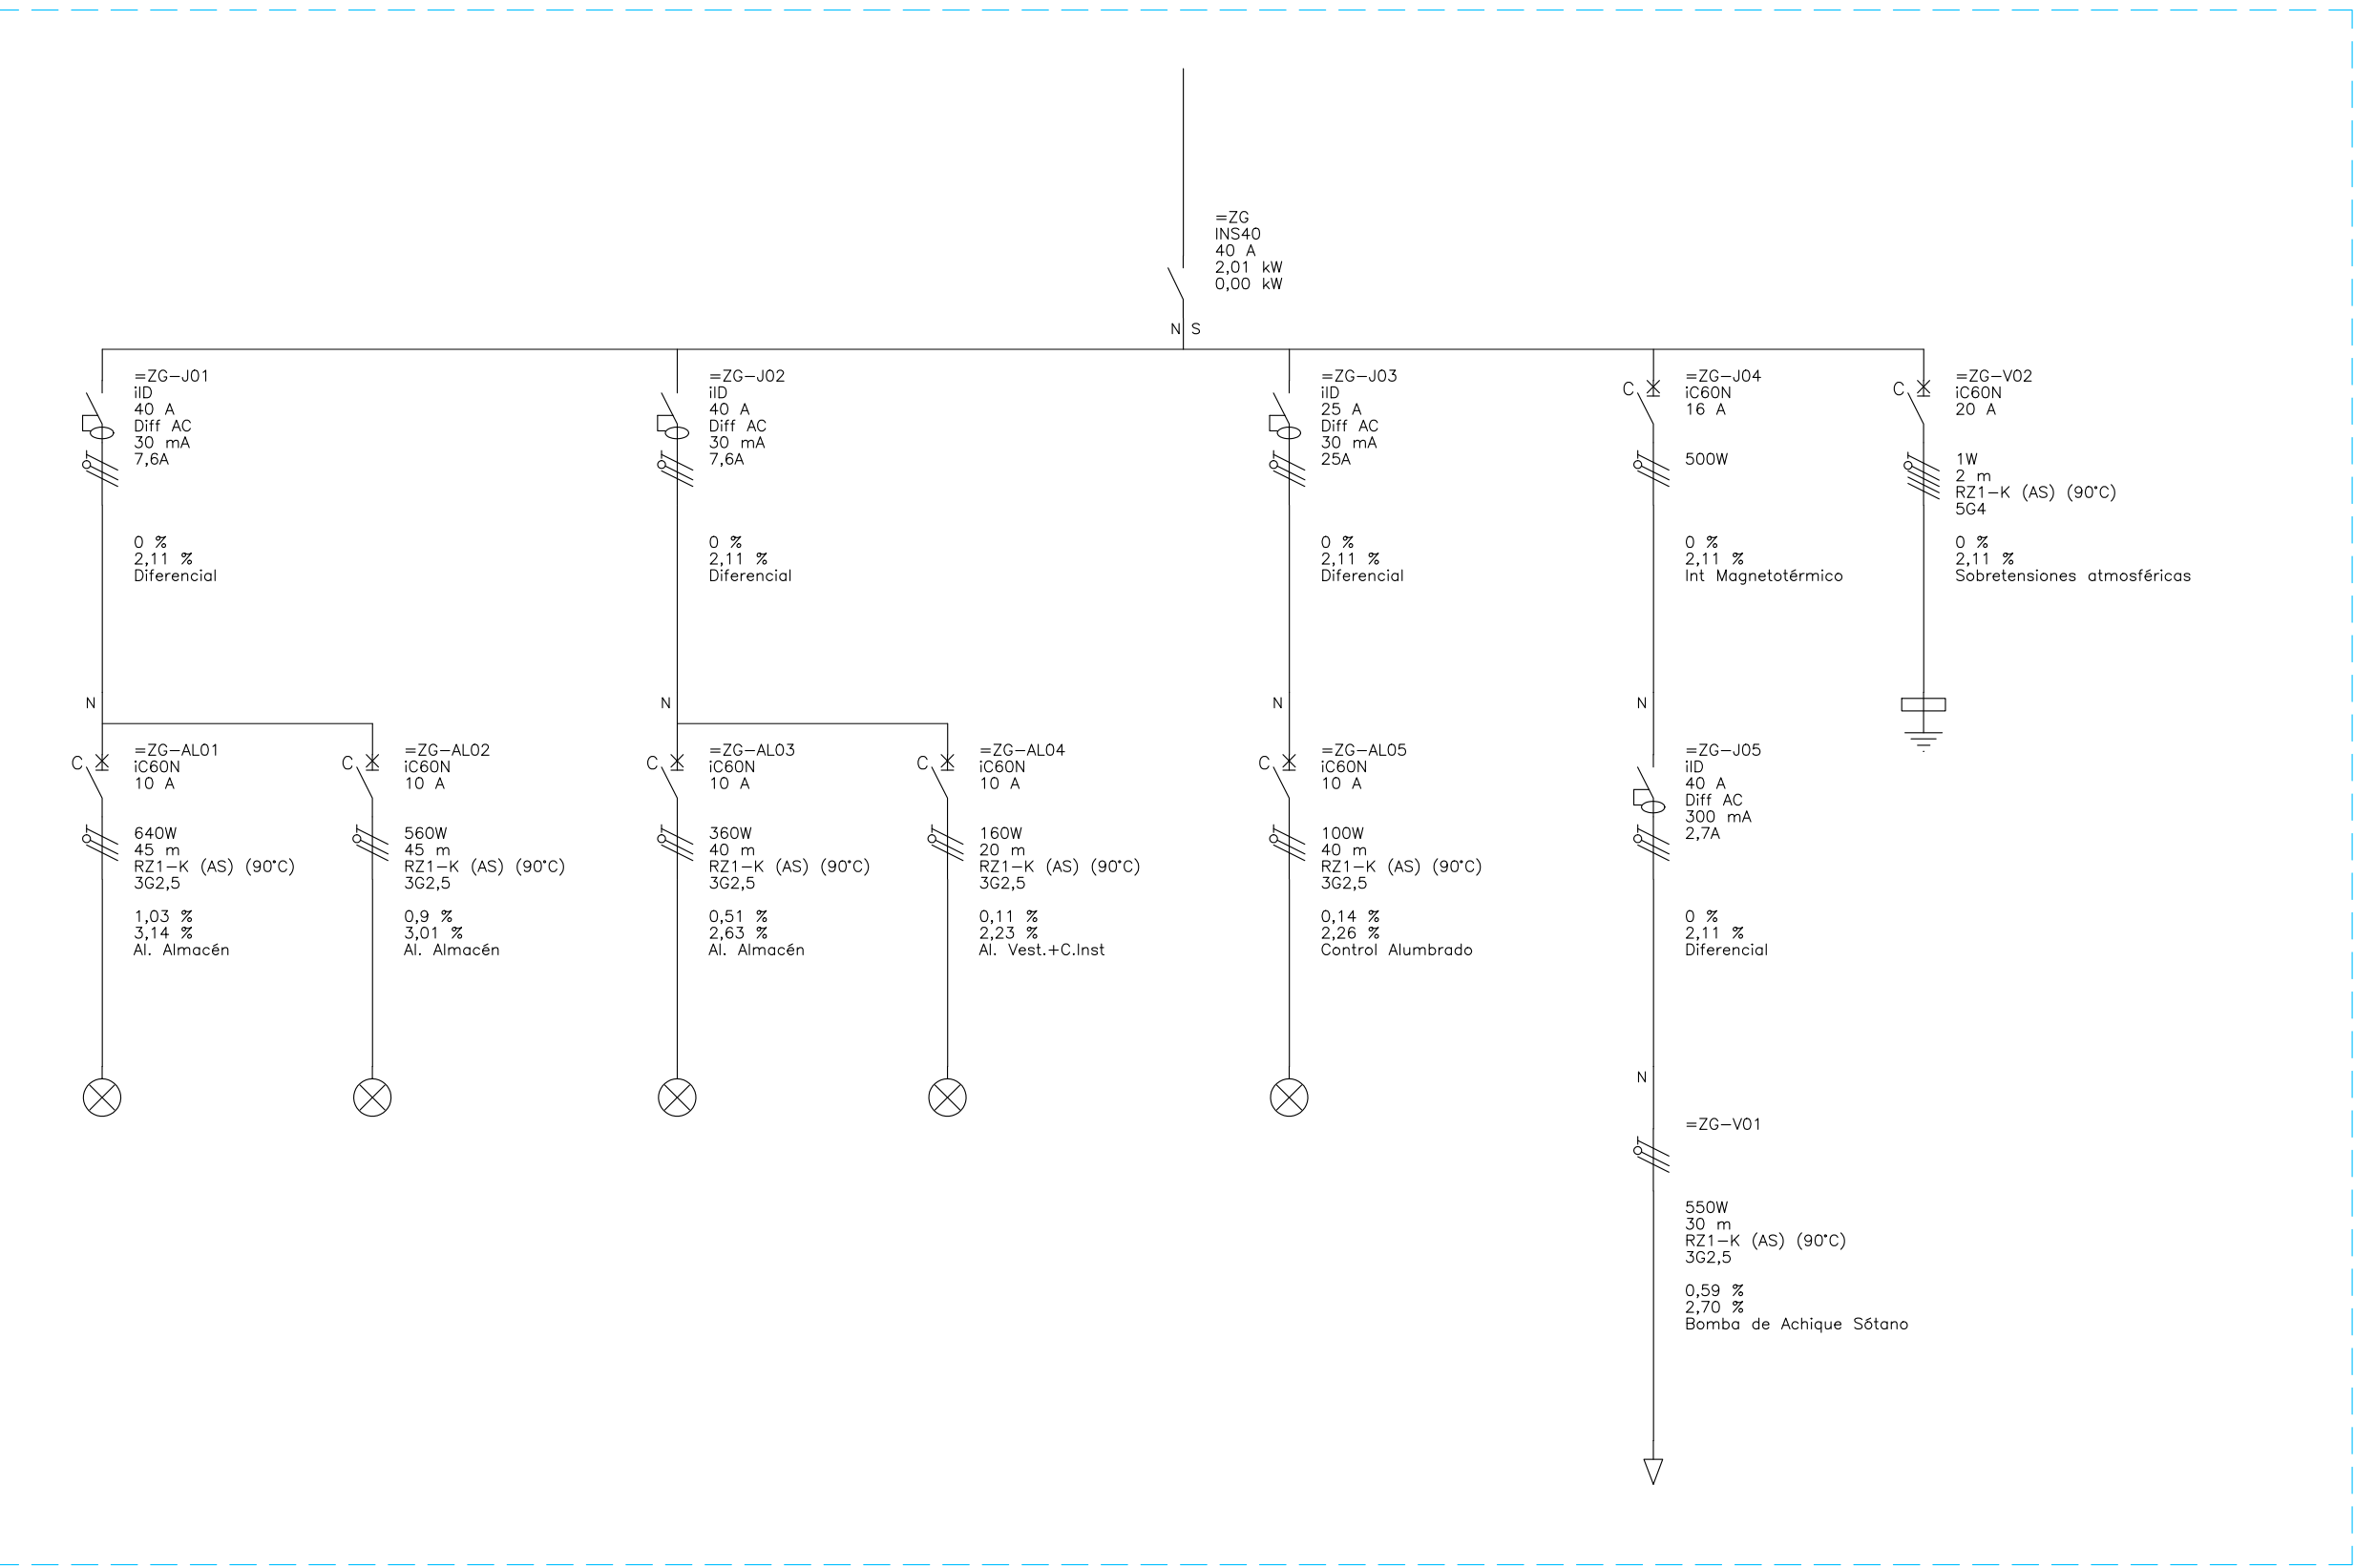 =ZG
INS40
40 A
2,01 kW
0,00 kW
N S
=ZG-J01
iID
40 A
Diff AC
30 mA
7,6A
0 %
2,11 %
Diferencial
N
=ZG-J02
iID
40 A
Diff AC
30 mA
7,6A
0 %
2,11 %
Diferencial
N
=ZG-J03
iID
25 A
Diff AC
30 mA
25A
0 %
2,11 %
Diferencial
N
C
=ZG-J04
iC60N
16 A
500W
0 %
2,11 %
Int Magnetotérmico
N
C
=ZG-V02
iC60N
20 A
1W
2 m
RZ1-K (AS) (90°C)
5G4
0 %
2,11 %
Sobretensiones atmosféricas
C
=ZG-AL01
iC60N
10 A
640W
45 m
RZ1-K (AS) (90°C)
3G2,5
1,03 %
3,14 %
Al. Almacén
C
=ZG-AL02
iC60N
10 A
560W
45 m
RZ1-K (AS) (90°C)
3G2,5
0,9 %
3,01 %
Al. Almacén
C
=ZG-AL03
iC60N
10 A
360W
40 m
RZ1-K (AS) (90°C)
3G2,5
0,51 %
2,63 %
Al. Almacén
C
=ZG-AL04
iC60N
10 A
160W
20 m
RZ1-K (AS) (90°C)
3G2,5
0,11 %
2,23 %
Al. Vest.+C.Inst
C
=ZG-AL05
iC60N
10 A
100W
40 m
RZ1-K (AS) (90°C)
3G2,5
0,14 %
2,26 %
Control Alumbrado
=ZG-J05
iID
40 A
Diff AC
300 mA
2,7A
0 %
2,11 %
Diferencial
N
=ZG-V01
550W
30 m
RZ1-K (AS) (90°C)
3G2,5
0,59 %
2,70 %
Bomba de Achique Sótano